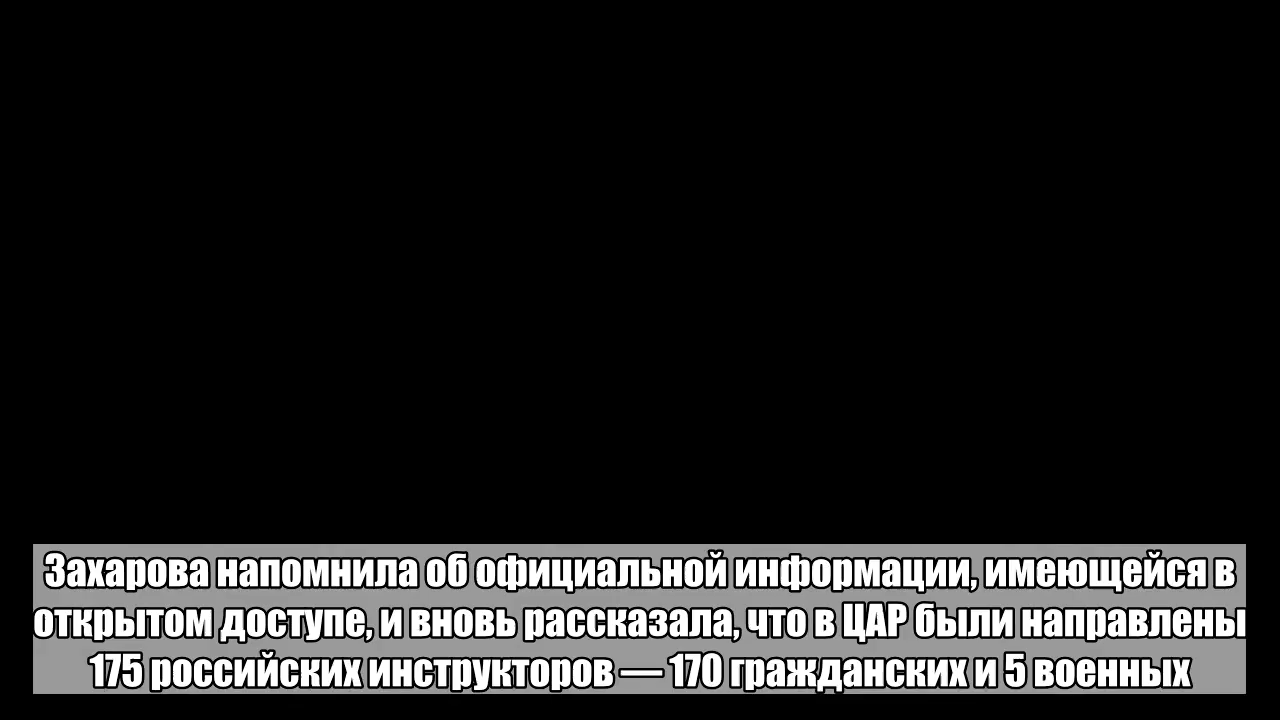 Захарова напомнила об официальной информации, имеющейся в
открытом доступе, и вновь рассказала, что в ЦАР были направлены
175 российских инструкторов — 170 гражданских и 5 военных